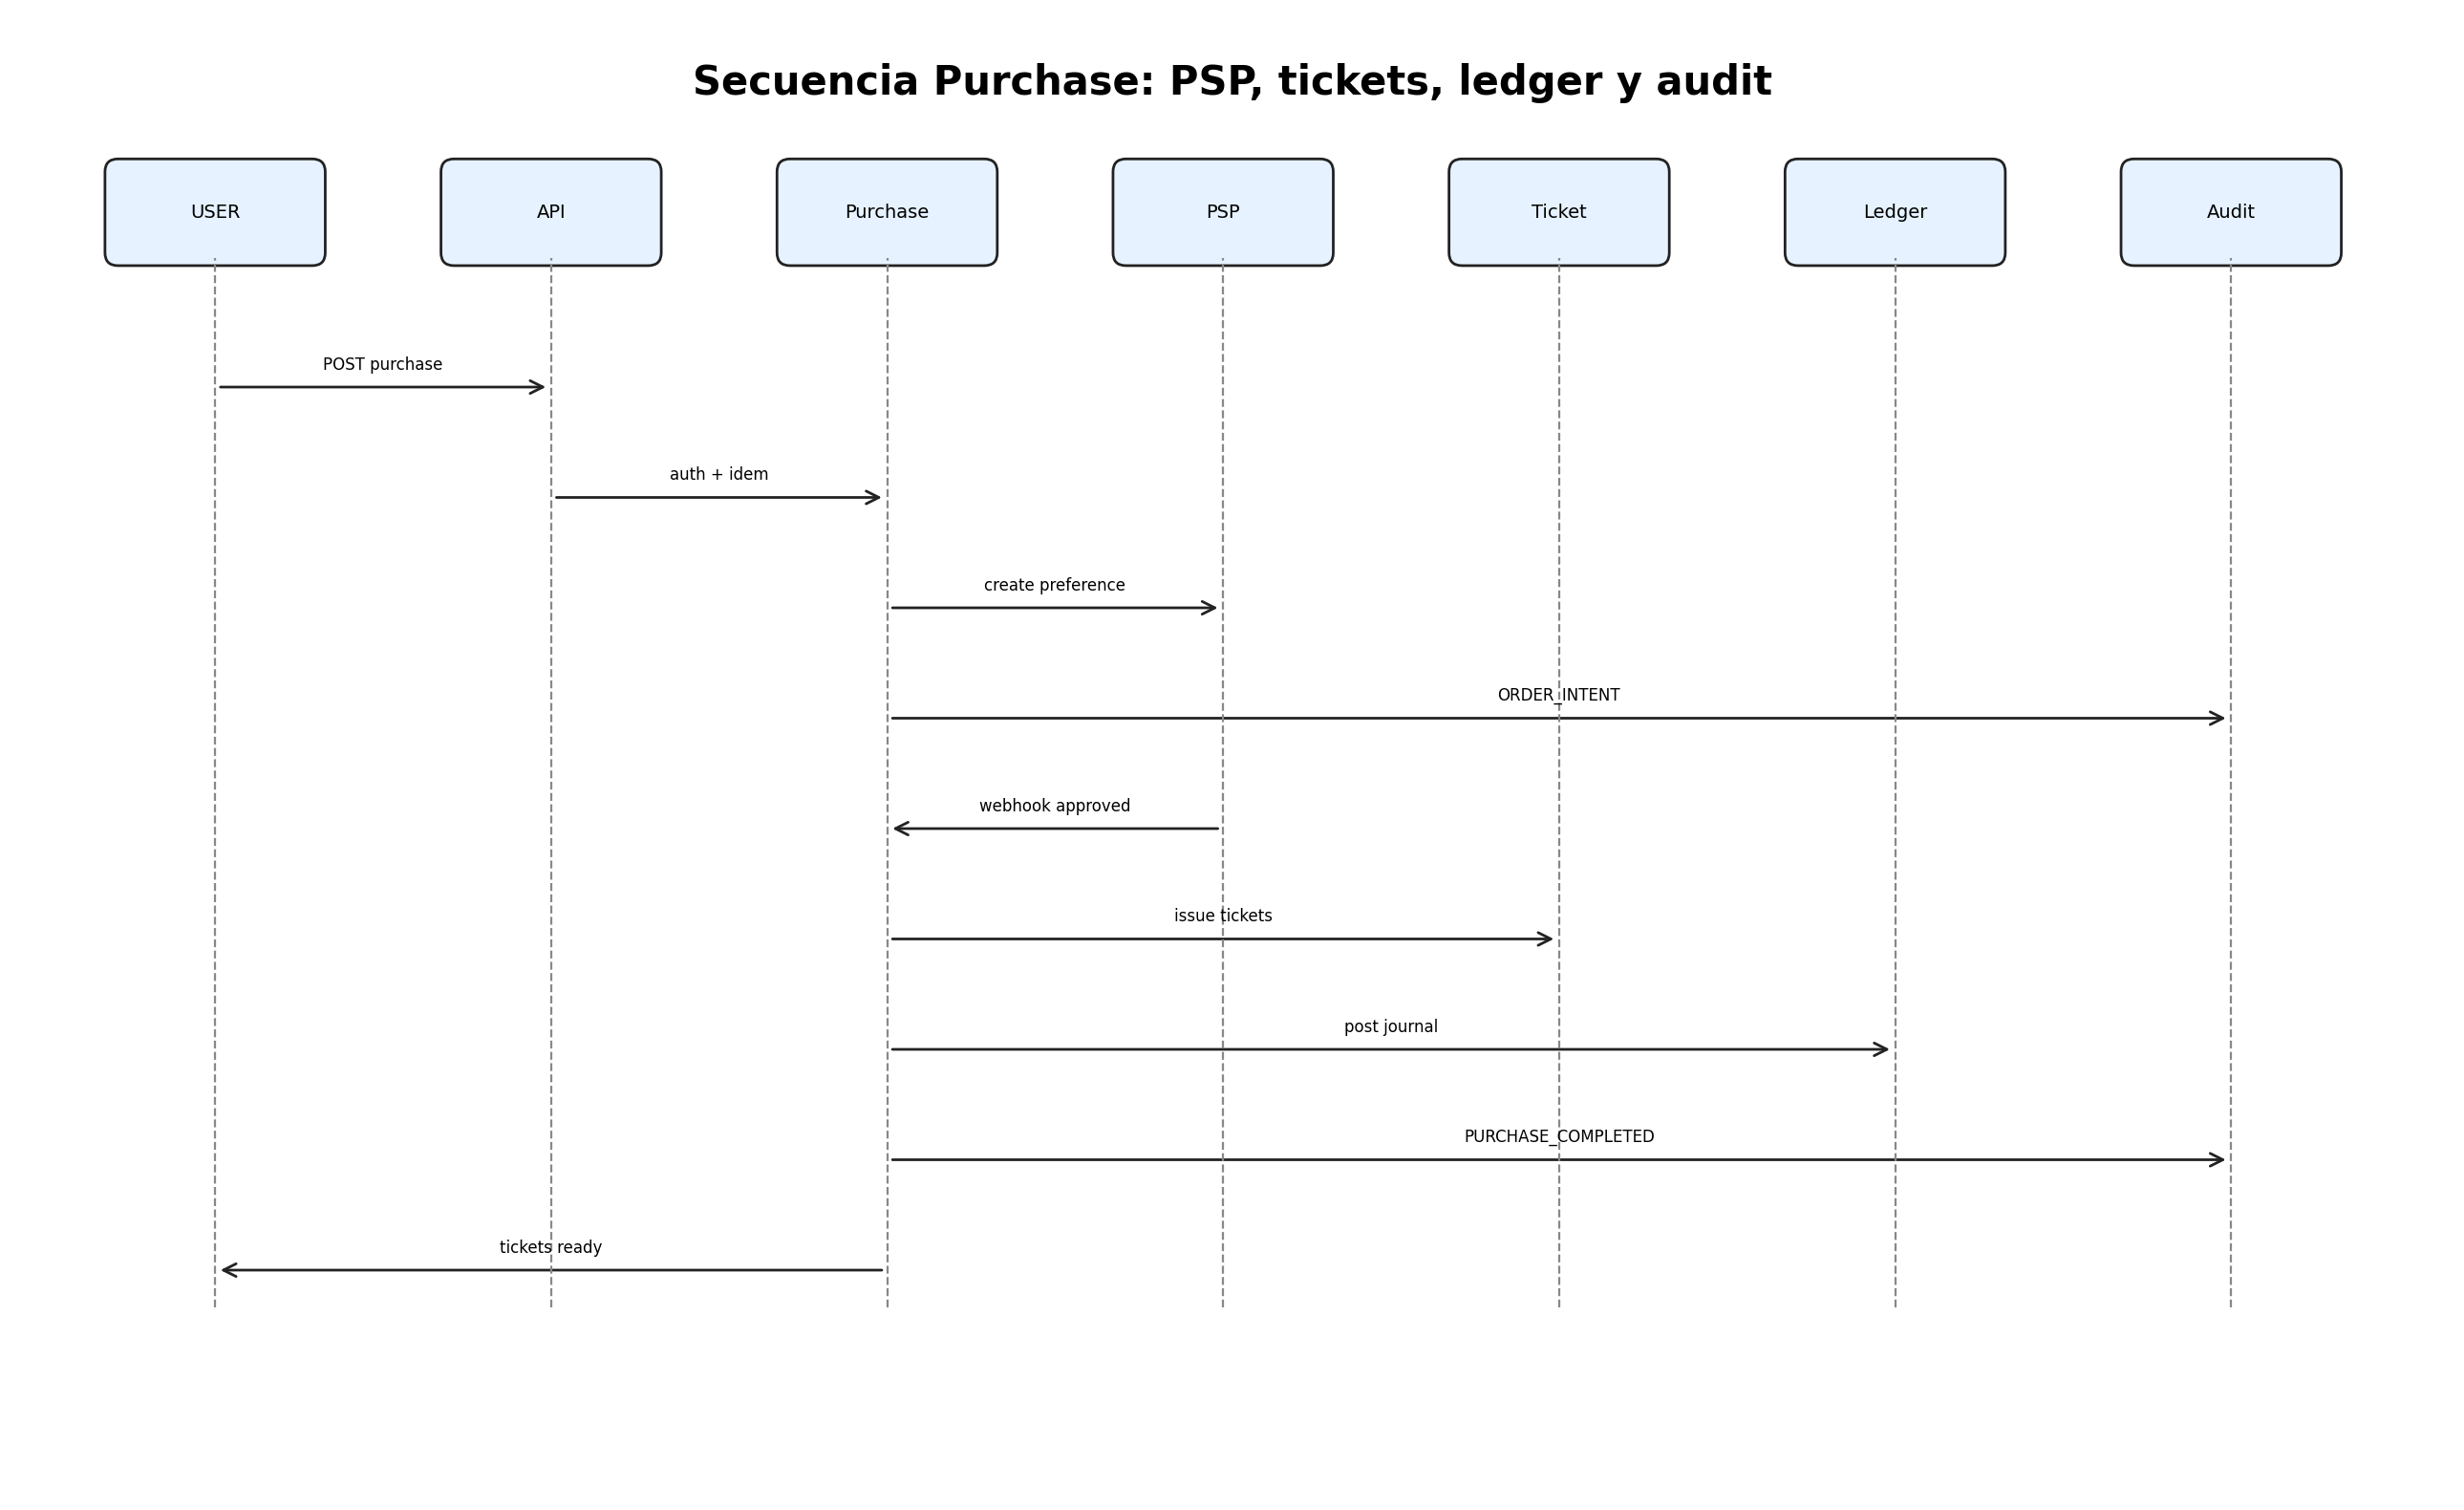 Secuencia Purchase: PSP, tickets, ledger y audit
USER
API
Purchase
PSP
Ticket
Ledger
Audit
POST purchase
auth + idem
create preference
ORDER_INTENT
webhook approved
issue tickets
post journal
PURCHASE_COMPLETED
tickets ready